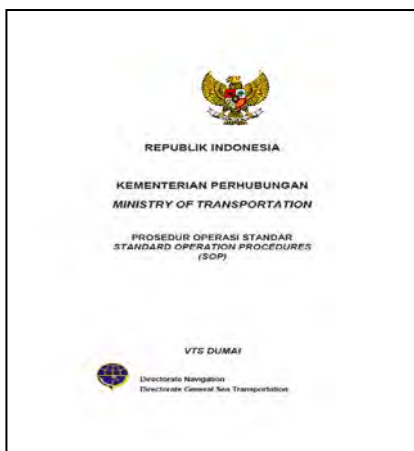 REPUBLIK INDONESIA
KEMENTERIAN PERHUBUNGAN
MINISTRY OF TRANSPORTATION
PROSEDUR OPERASI STANDAR
STANDARD OPERATION PROCEDURES
(SOP)
VTS DUMAI
Directorate Navigation
Directorate General Sea Transportation